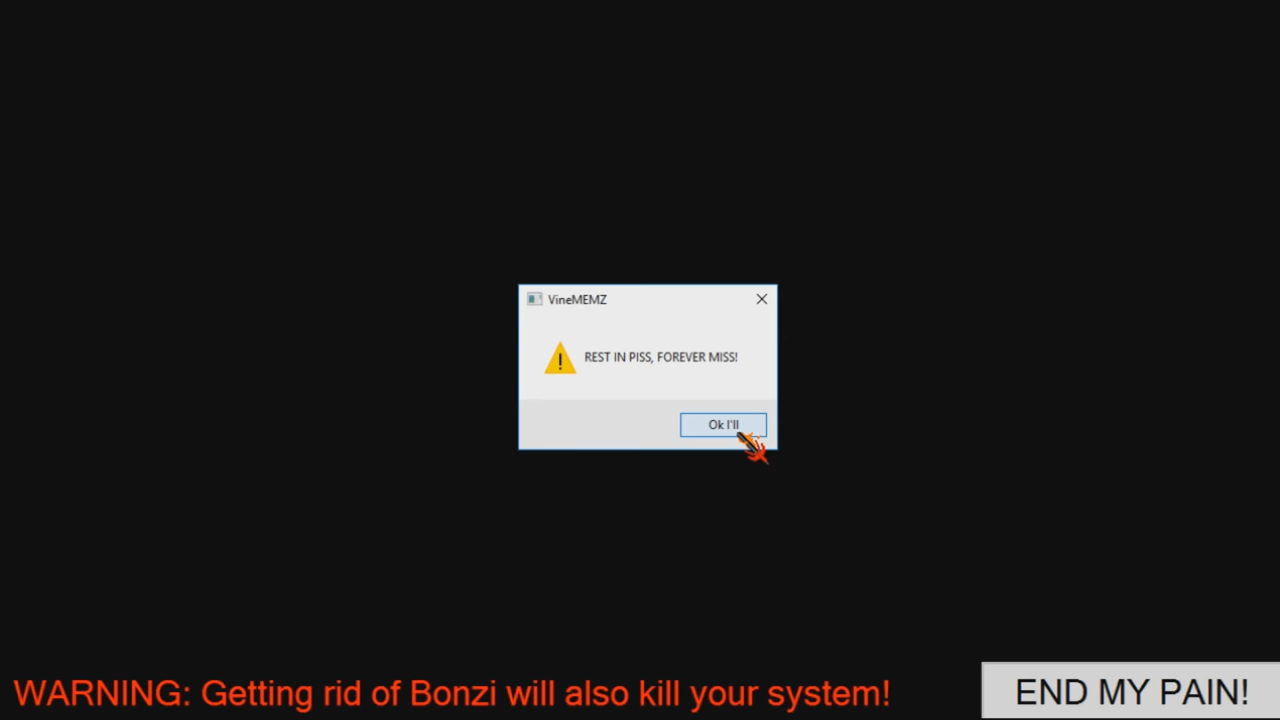 VineMEMZ
REST IN PISS, FOREVER MISS!
Ok I'll
WARNING: Getting rid of Bonzi will also kill your system!
END MY PAIN!